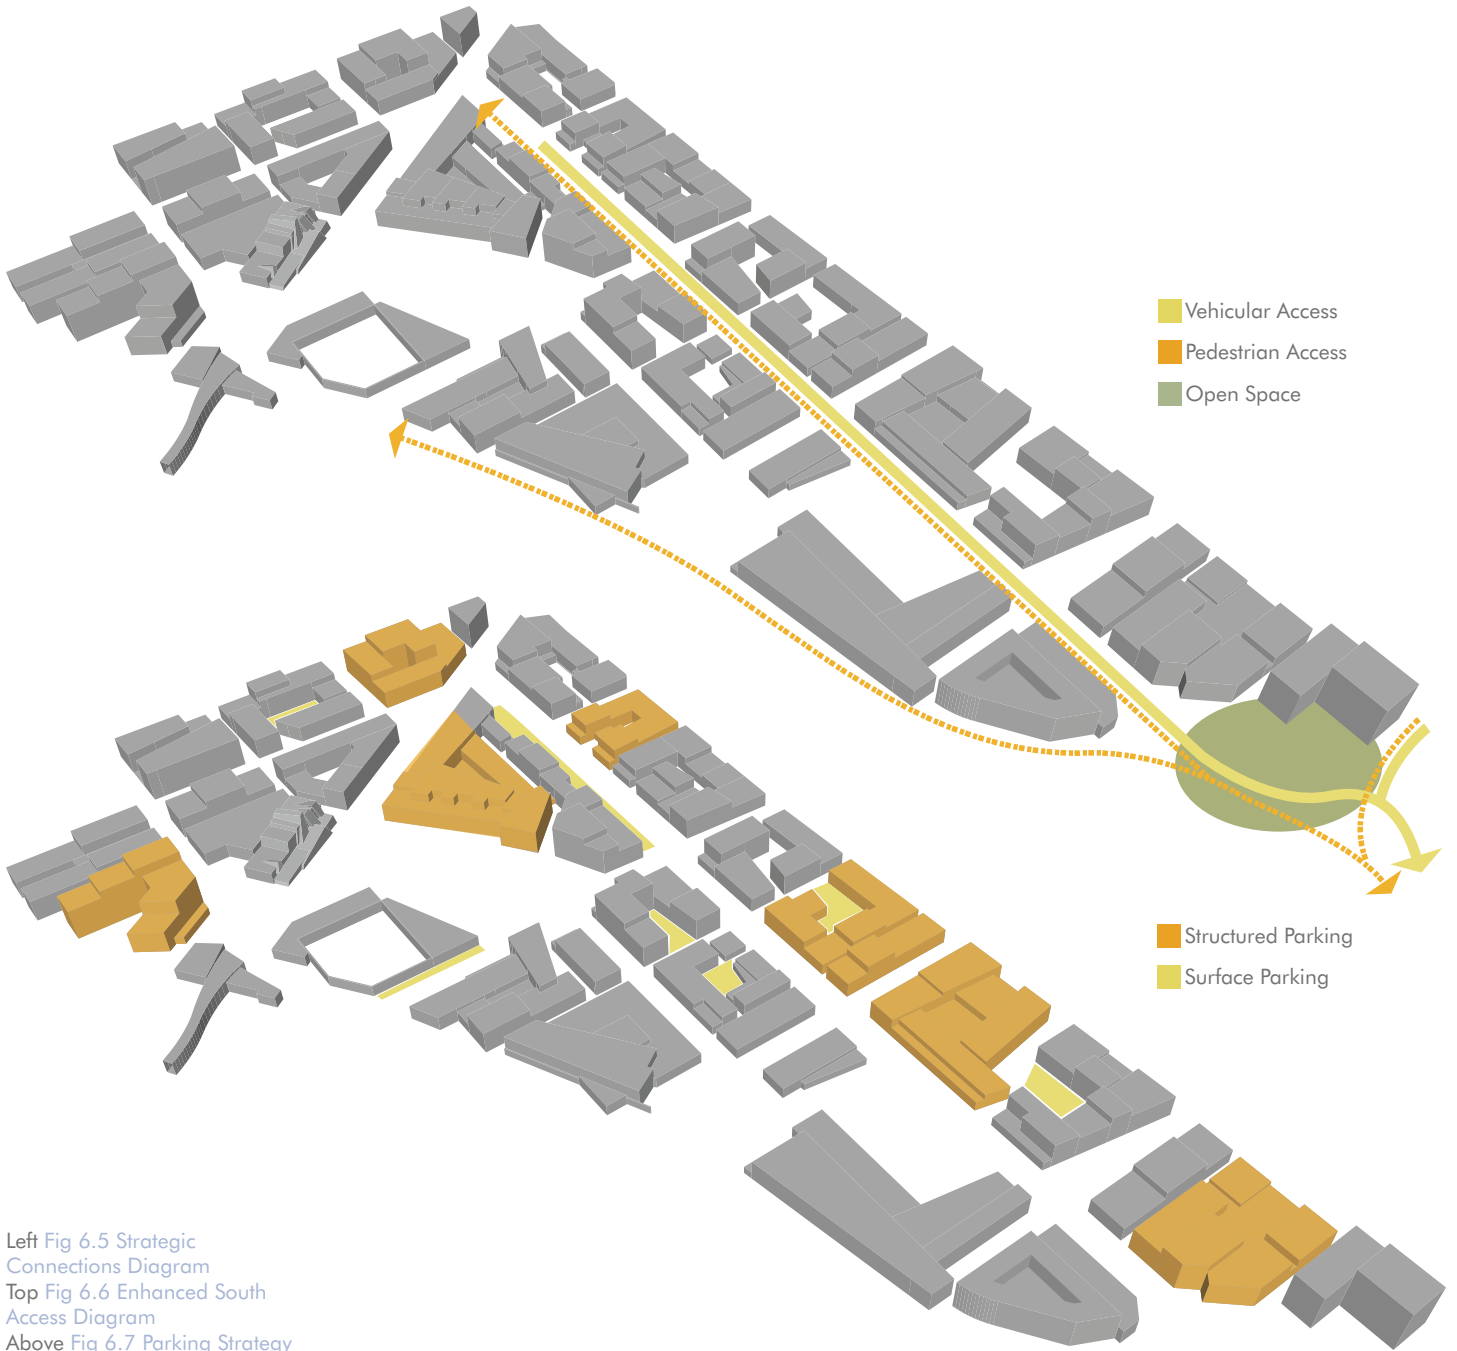 Vehicular Access
Pedestrian Access
Open Space
Structured Parking
Surface Parking
Left Fig 6.5 Strategic
Connections Diagram
Top Fig 6.6 Enhanced South
Access Diagram
Above Fig 6.7 Parking Strategy